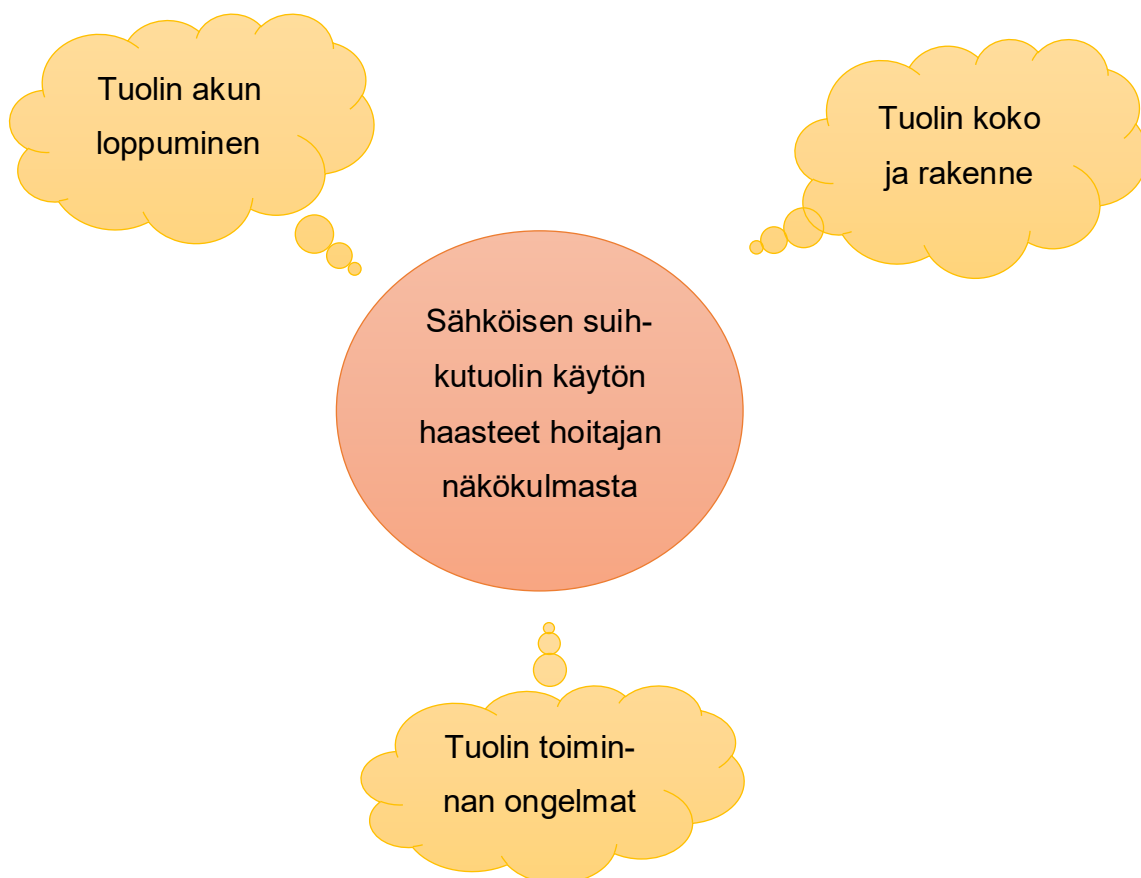 Tuolin akun
loppuminen
Tuolin koko
ja rakenne
Sähköisen suih-
kutuolin käytön
haasteet hoitajan
näkökulmasta
Tuolin toimin-
nan ongelmat